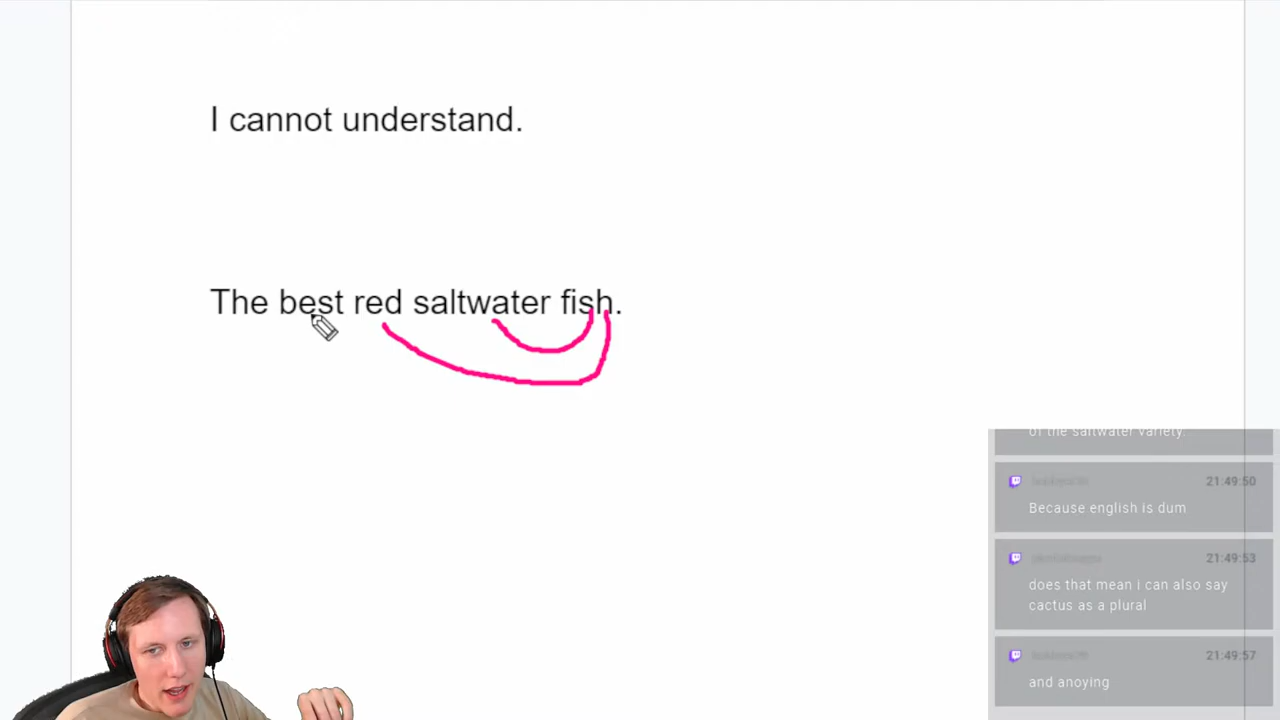 I cannot understand.
The best red saltwater fish.
of the saltwater variety.
21:49:50
Because english is dum
21:49:53
does that mean i can also say
cactus as a plural
21:49:57
and anoying